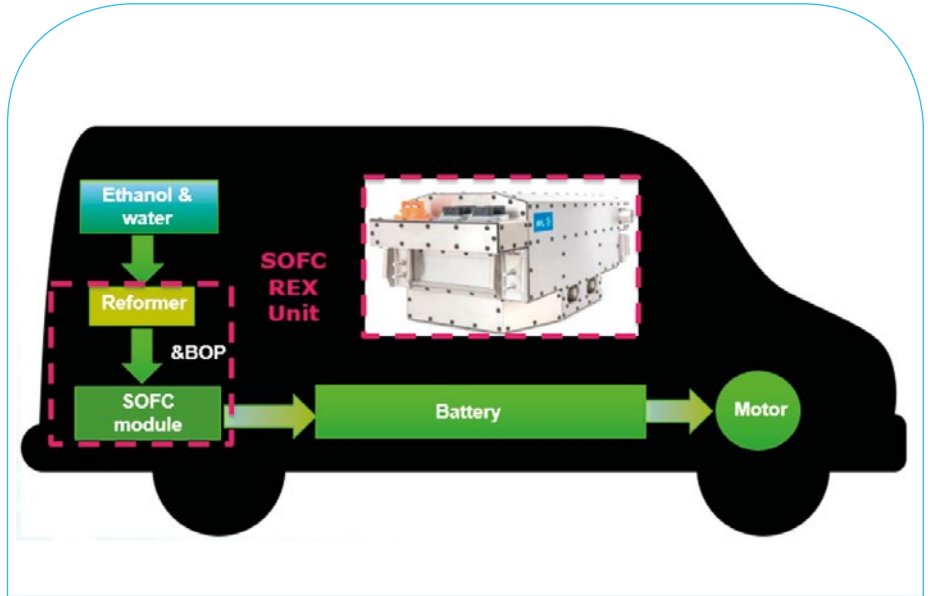 Ethanol &
water
Reformer
&BOP
SOFC
module
SOFC
REX
Unit
Battery
Motor